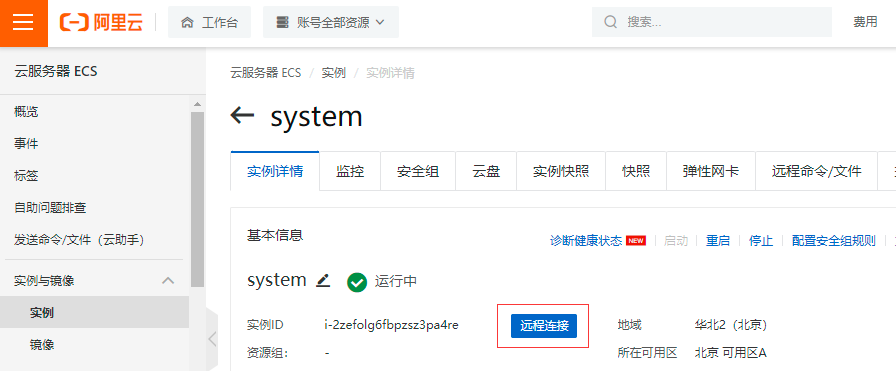 阿里云 工作台 账号全部资源 搜索... 费用
云服务器 ECS
概览
事件
标签
自助问题排查
发送命令/文件（云助手）
实例与镜像
实例
镜像
云服务器 ECS / 实例 / 实例详情
system
实例详情 监控 安全组 云盘 实例快照 快照 弹性网卡 远程命令/文件
基本信息
诊断健康状态 NEW 启动 重启 停止 配置安全组规则
system 运行中
实例ID i-2zefolg6fbpzsz3pa4re 远程连接 地域 华北2（北京）
资源组： - 所在可用区 北京 可用区A